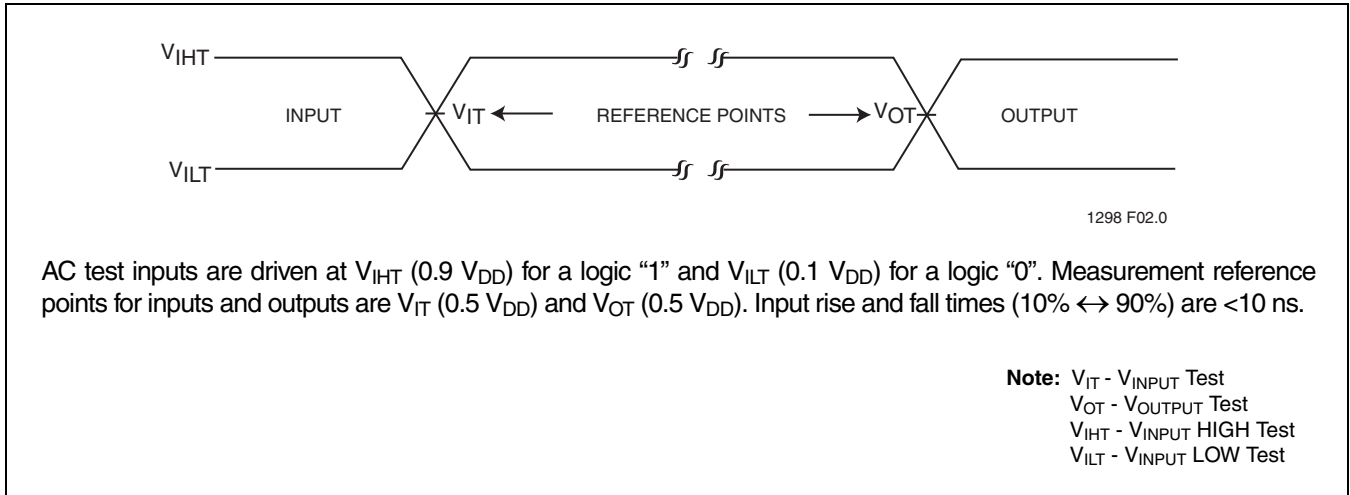 VIHT
INPUT VIT REFERENCE POINTS VOT OUTPUT
VILT
1298 F02.0
AC test inputs are driven at VIHT (0.9 VDD) for a logic “1” and VILT (0.1 VDD) for a logic “0”. Measurement reference
points for inputs and outputs are VIT (0.5 VDD) and VOT (0.5 VDD). Input rise and fall times (10% ↔ 90%) are <10 ns.
Note: VIT - VINPUT Test
VOT - VOUTPUT Test
VIHT - VINPUT HIGH Test
VILT - VINPUT LOW Test